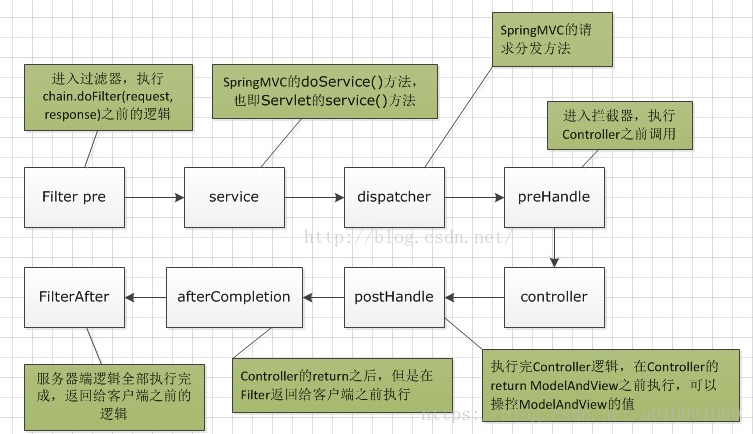 SpringMVC的请
求分发方法
进入过滤器，执行
chain.doFilter(request,
response)之前的逻辑
SpringMVC的doService()方法，
也即Servlet的service()方法
进入拦截器，执行
Controller之前调用
Filter pre
service
dispatcher
preHandle
http://blog.csdn.net/
FilterAfter
afterCompletion
postHandle
controller
服务器端逻辑全部执行完
成，返回给客户端之前的
逻辑
Controller的return之后，但是在
Filter返回给客户端之前执行
执行完Controller逻辑，在Controller的
return ModelAndView之前执行，可以
操控ModelAndView的值